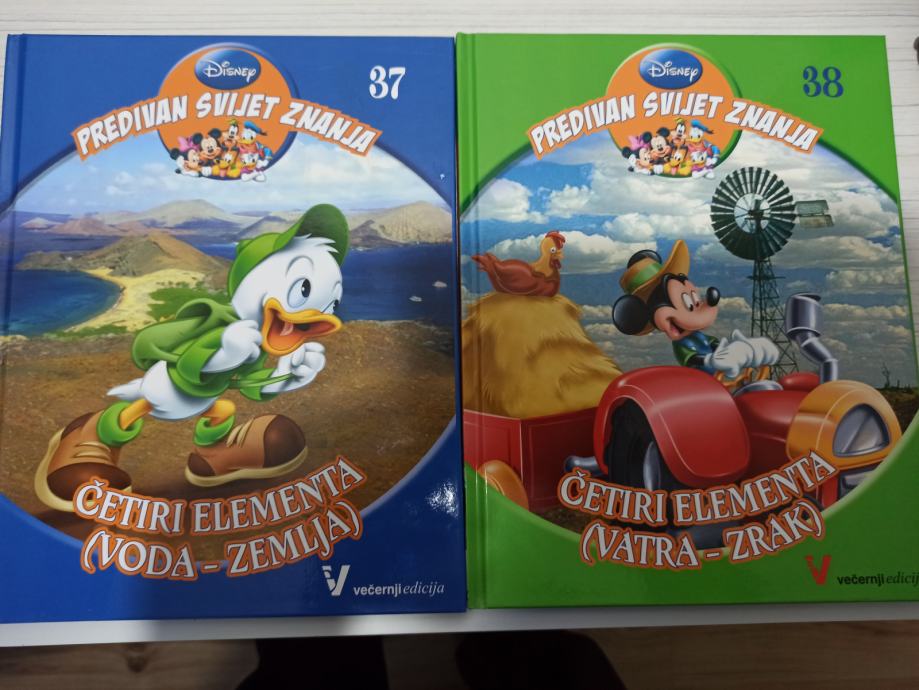 Disney
37
PREDIVAN SVIJET ZNANJA
ČETIRI ELEMENTA
(VODA – ZEMLJA)
večernji edicija
Disney
38
PREDIVAN SVIJET ZNANJA
ČETIRI ELEMENTA
(VATRA – ZRAK)
večernji edicij